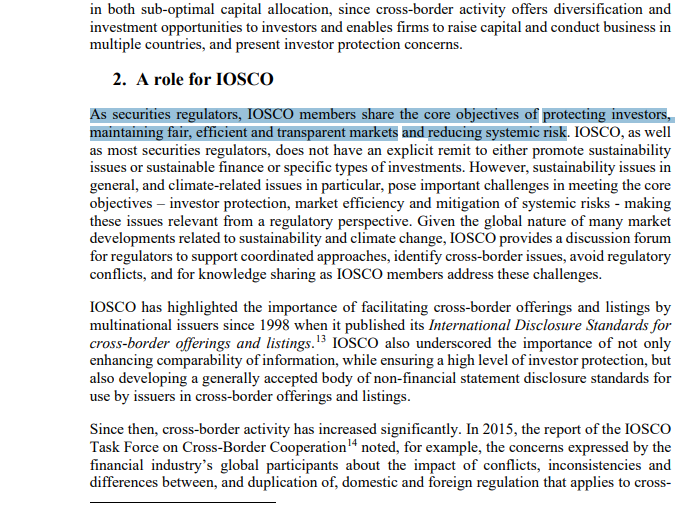 in both sub-optimal capital allocation, since cross-border activity offers diversification and
investment opportunities to investors and enables firms to raise capital and conduct business in
multiple countries, and present investor protection concerns.
2. A role for IOSCO
As securities regulators, IOSCO members share the core objectives of protecting investors,
maintaining fair, efficient and transparent markets and reducing systemic risk. IOSCO, as well
as most securities regulators, does not have an explicit remit to either promote sustainability
issues or sustainable finance or specific types of investments. However, sustainability issues in
general, and climate-related issues in particular, pose important challenges in meeting the core
objectives – investor protection, market efficiency and mitigation of systemic risks - making
these issues relevant from a regulatory perspective. Given the global nature of many market
developments related to sustainability and climate change, IOSCO provides a discussion forum
for regulators to support coordinated approaches, identify cross-border issues, avoid regulatory
conflicts, and for knowledge sharing as IOSCO members address these challenges.
IOSCO has highlighted the importance of facilitating cross-border offerings and listings by
multinational issuers since 1998 when it published its International Disclosure Standards for
cross-border offerings and listings.13 IOSCO also underscored the importance of not only
enhancing comparability of information, while ensuring a high level of investor protection, but
also developing a generally accepted body of non-financial statement disclosure standards for
use by issuers in cross-border offerings and listings.
Since then, cross-border activity has increased significantly. In 2015, the report of the IOSCO
Task Force on Cross-Border Cooperation14 noted, for example, the concerns expressed by the
financial industry's global participants about the impact of conflicts, inconsistencies and
differences between, and duplication of, domestic and foreign regulation that applies to cross-